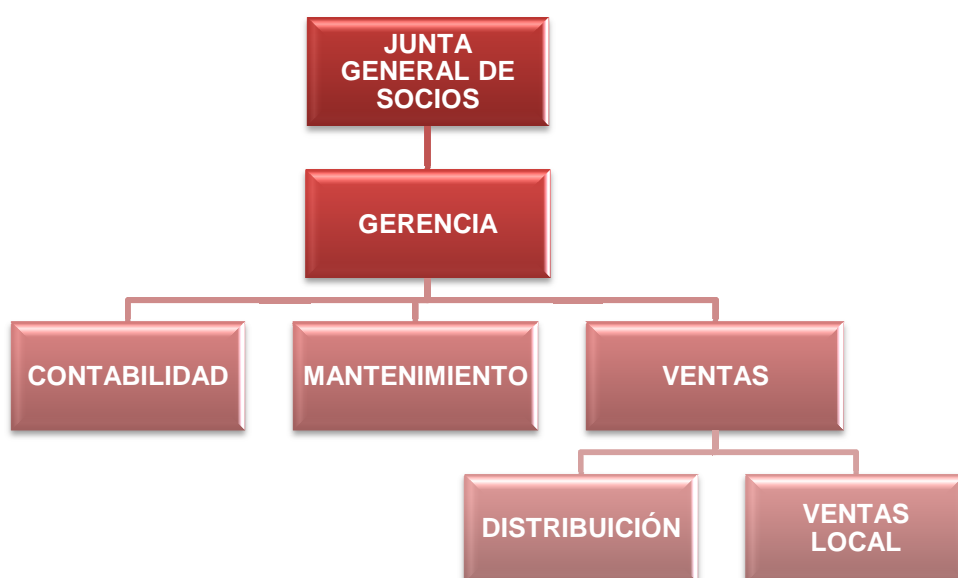 JUNTA
GENERAL DE
SOCIOS
GERENCIA
CONTABILIDAD
MANTENIMIENTO
VENTAS
DISTRIBUICIÓN
VENTAS
LOCAL